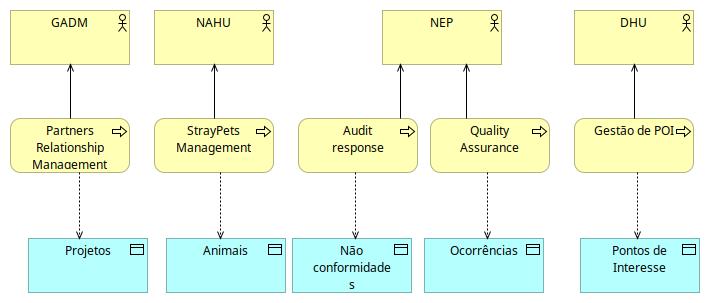 GADM
NAHU
NEP
DHU
Partners
Relationship
Management
StrayPets
Management
Audit
response
Quality
Assurance
Gestão de POI
Projetos
Animais
Não
conformidade
s
Ocorrências
Pontos de
Interesse